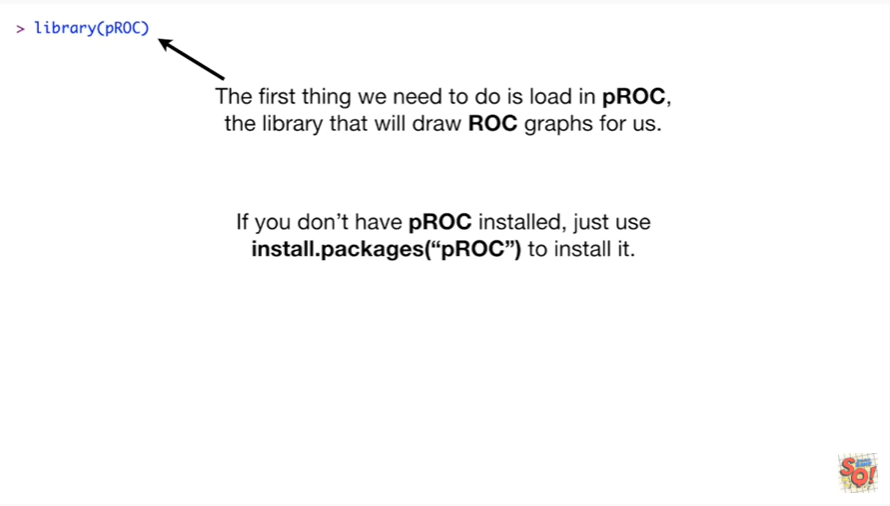 > library(pROC)
The first thing we need to do is load in pROC,
the library that will draw ROC graphs for us.
If you don’t have pROC installed, just use
install.packages(“pROC”) to install it.
SQ!